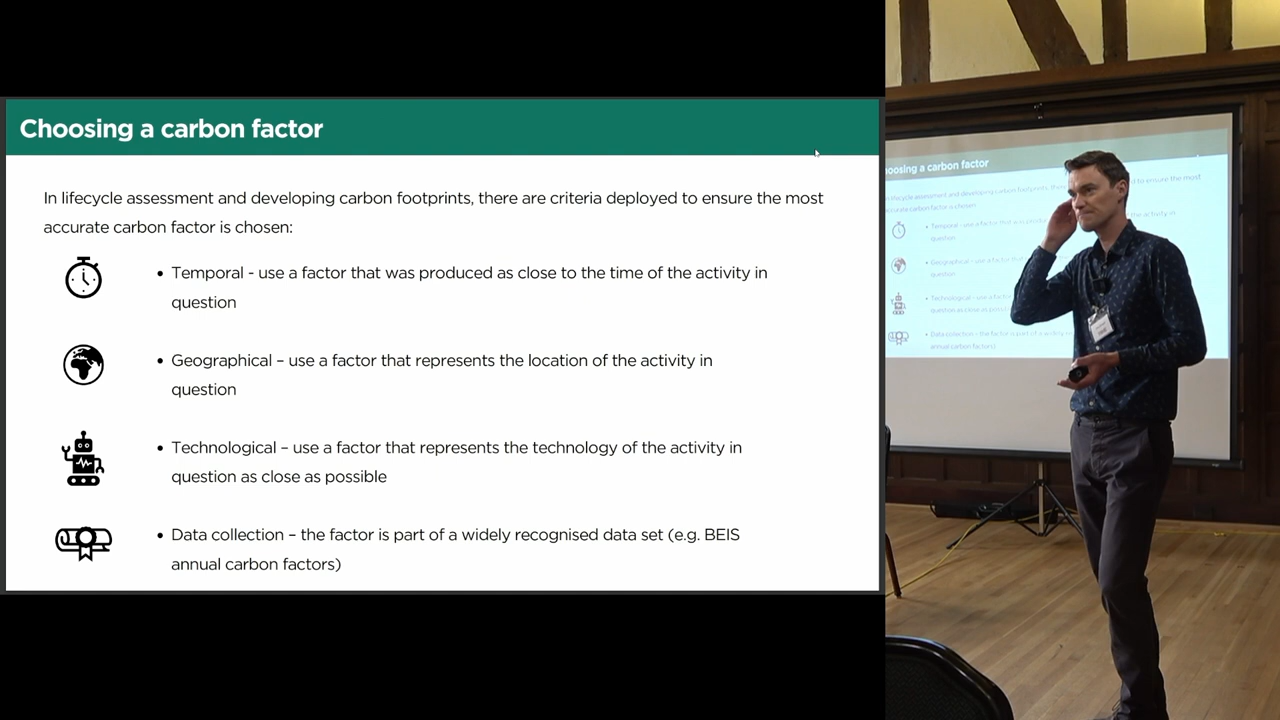 Choosing a carbon factor
In lifecycle assessment and developing carbon footprints, there are criteria deployed to ensure the most
accurate carbon factor is chosen:
• Temporal - use a factor that was produced as close to the time of the activity in
question
• Geographical – use a factor that represents the location of the activity in
question
• Technological – use a factor that represents the technology of the activity in
question as close as possible
• Data collection – the factor is part of a widely recognised data set (e.g. BEIS
annual carbon factors)
hoosing a carbon factor